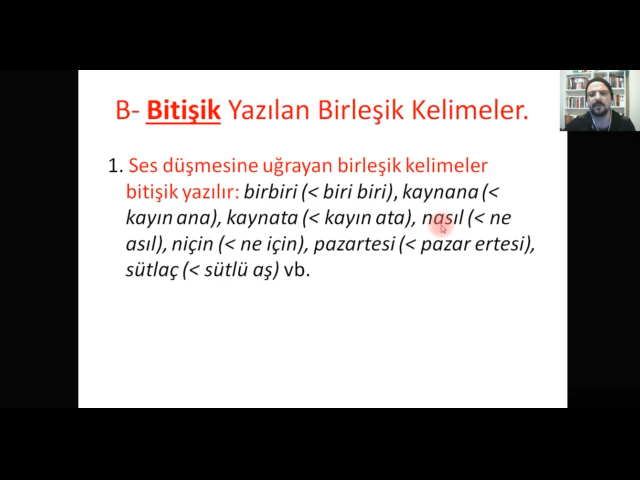 B- Bitişik Yazılan Birleşik Kelimeler.
1. Ses düşmesine uğrayan birleşik kelimeler
bitişik yazılır: birbiri (< biri biri), kaynana (<
kayın ana), kaynata (< kayın ata), nasıl (< ne
asıl), niçin (< ne için), pazartesi (< pazar ertesi),
sütlaç (< sütlü aş) vb.